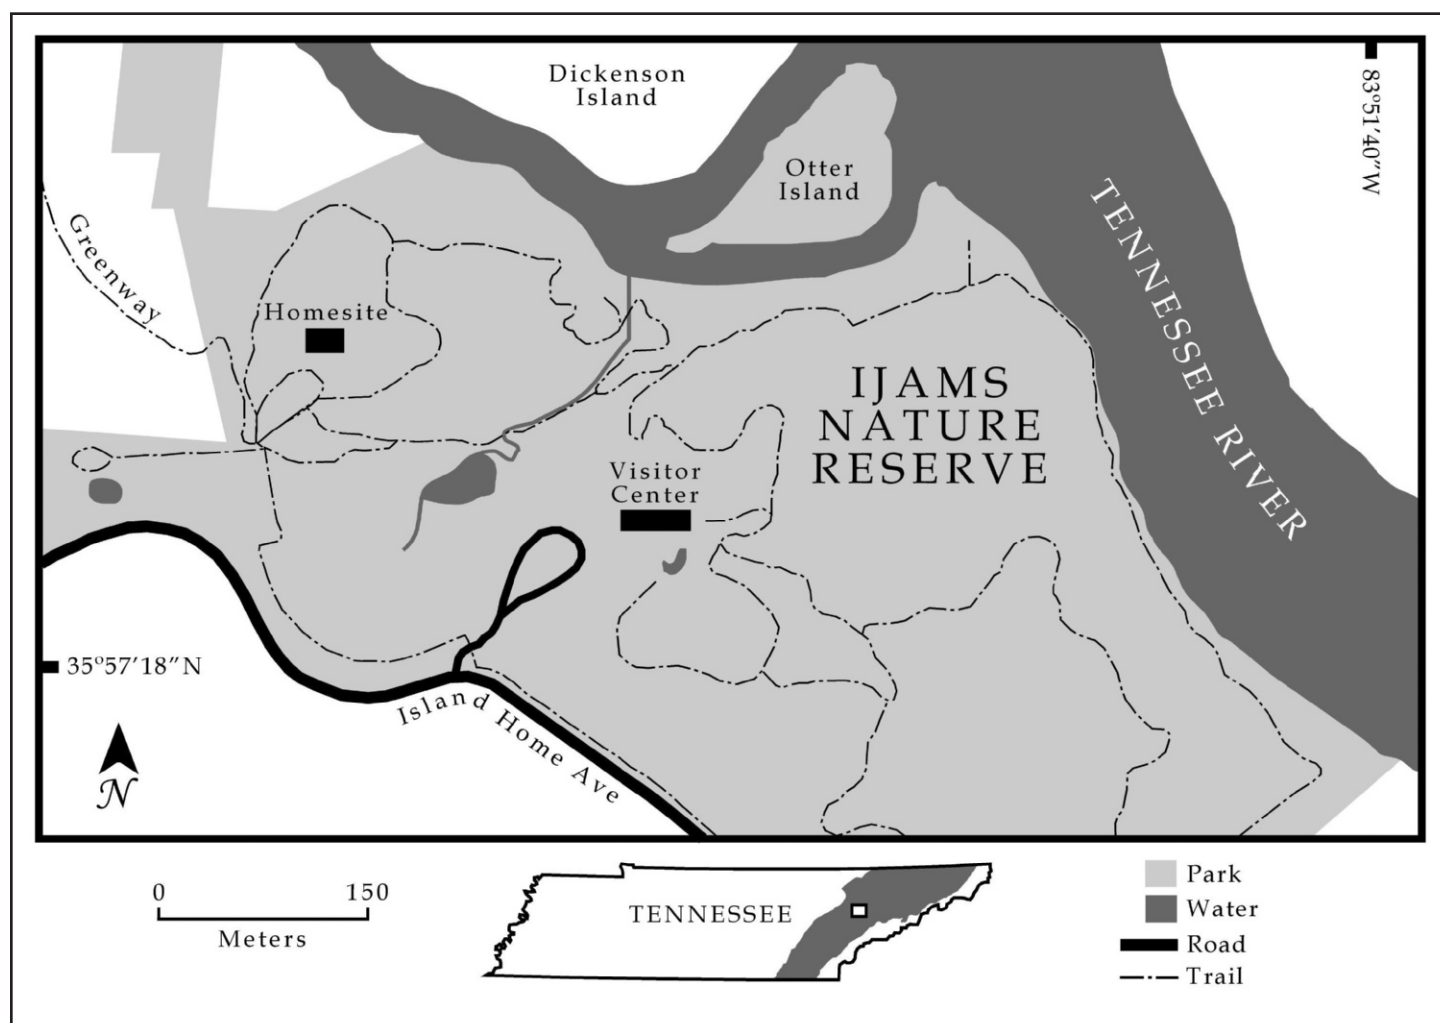 Dickenson
Island
83°51'40"W
Otter
Island
Greenway
TENNESSEE RIVER
Homesite
IJAMS
NATURE
RESERVE
Visitor
Center
35°57'18"N
Island Home Ave
N
0 150
Meters
TENNESSEE
Park
Water
Road
Trail